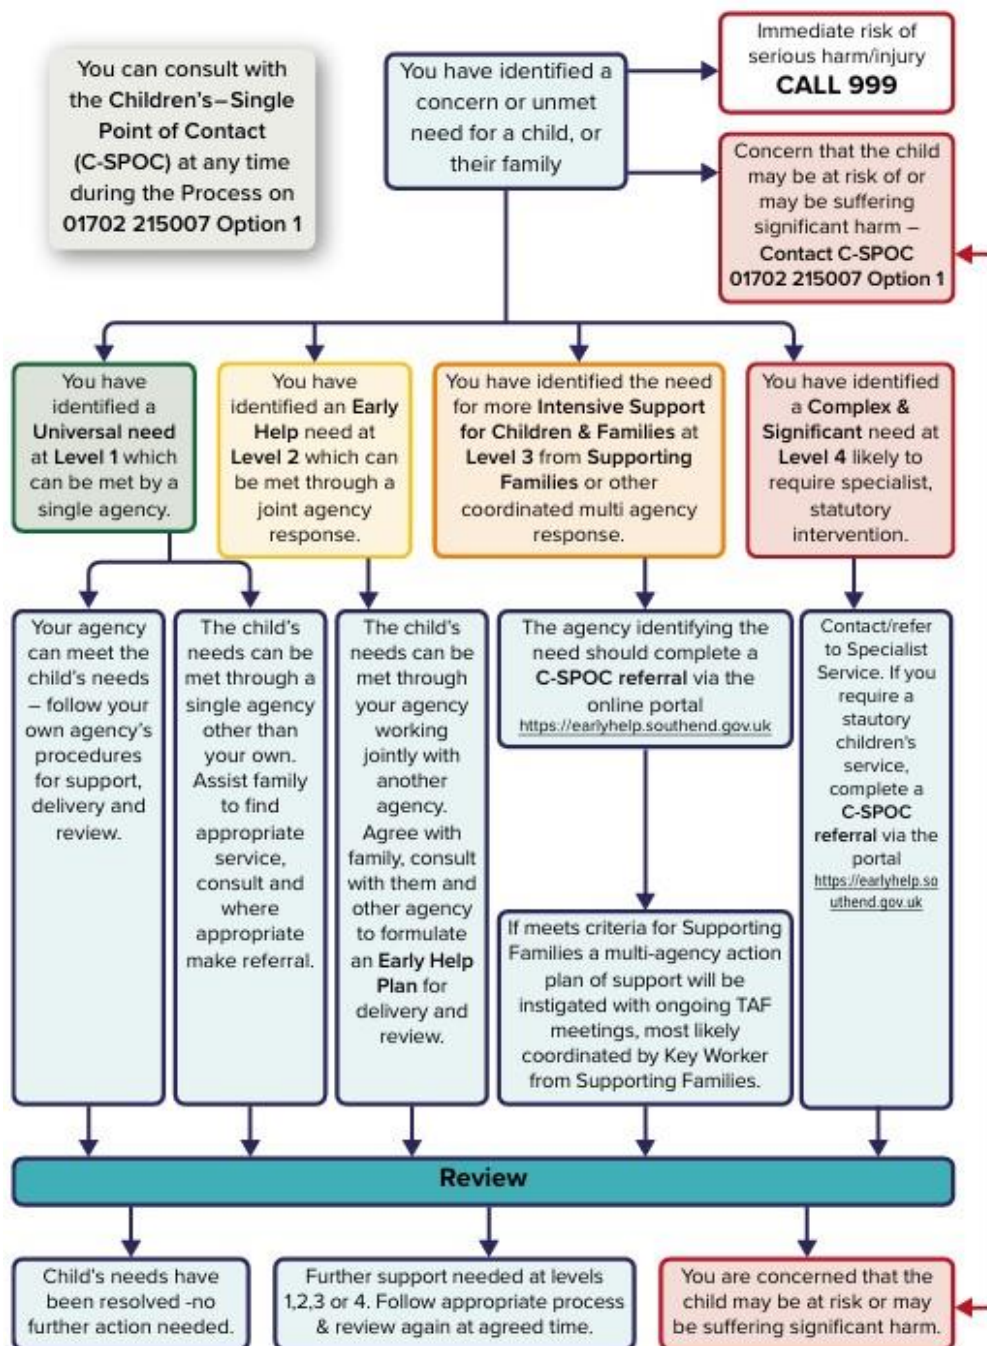 You can consult with
the Children's–Single
Point of Contact
(C-SPOC) at any time
during the Process on
01702 215007 Option 1
You have identified a
concern or unmet
need for a child, or
their family
Immediate risk of
serious harm/injury
CALL 999
Concern that the child
may be at risk of or
may be suffering
significant harm –
Contact C-SPOC
01702 215007 Option 1
You have
identified a
Universal need
at Level 1 which
can be met by a
single agency.
You have
identified an Early
Help need at
Level 2 which can
be met through a
joint agency
response.
You have identified the need
for more Intensive Support
for Children & Families at
Level 3 from Supporting
Families or other
coordinated multi agency
response.
You have identified
a Complex &
Significant need at
Level 4 likely to
require specialist,
statutory
intervention.
Your agency
can meet the
child's needs
– follow your
own agency's
procedures
for support,
delivery and
review.
The child's
needs can be
met through a
single agency
other than
your own.
Assist family
to find
appropriate
service,
consult and
where
appropriate
make referral.
The child's
needs can be
met through
your agency
working
jointly with
another
agency.
Agree with
family, consult
with them and
other agency
to formulate
an Early Help
Plan for
delivery and
review.
The agency identifying the
need should complete a
C-SPOC referral via the
online portal
https://earlyhelp.southend.gov.uk
If meets criteria for Supporting
Families a multi-agency action
plan of support will be
instigated with ongoing TAF
meetings, most likely
coordinated by Key Worker
from Supporting Families.
Contact/refer
to Specialist
Service. If you
require a
stautory
children's
service,
complete a
C-SPOC
referral via the
portal
https://earlyhelp.so
uthend.gov.uk
Review
Child's needs have
been resolved -no
further action needed.
Further support needed at levels
1,2,3 or 4. Follow appropriate process
& review again at agreed time.
You are concerned that the
child may be at risk or may
be suffering significant harm.